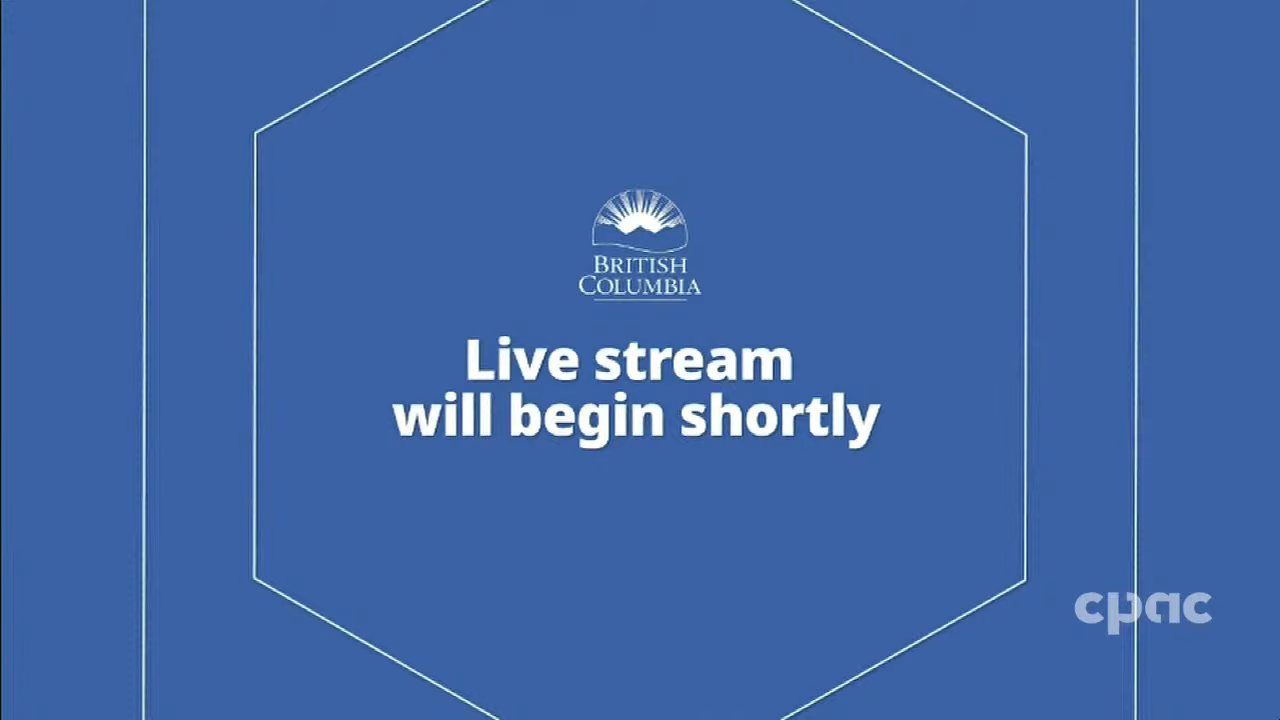 BRITISH
COLUMBIA
Live stream
will begin shortly
cpac